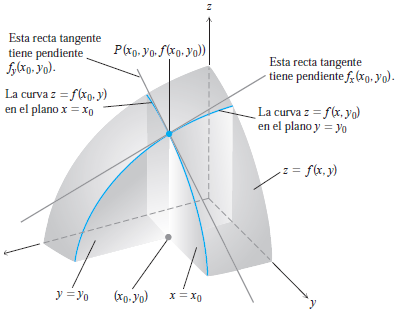 z
Esta recta tangente
tiene pendiente
f_y(x_0, y_0).
P(x_0, y_0, f(x_0, y_0))
Esta recta tangente
tiene pendiente f_x(x_0, y_0).
La curva z = f(x_0, y)
en el plano x = x_0
La curva z = f(x, y_0)
en el plano y = y_0
z = f(x, y)
y = y_0
(x_0, y_0)
x = x_0
y